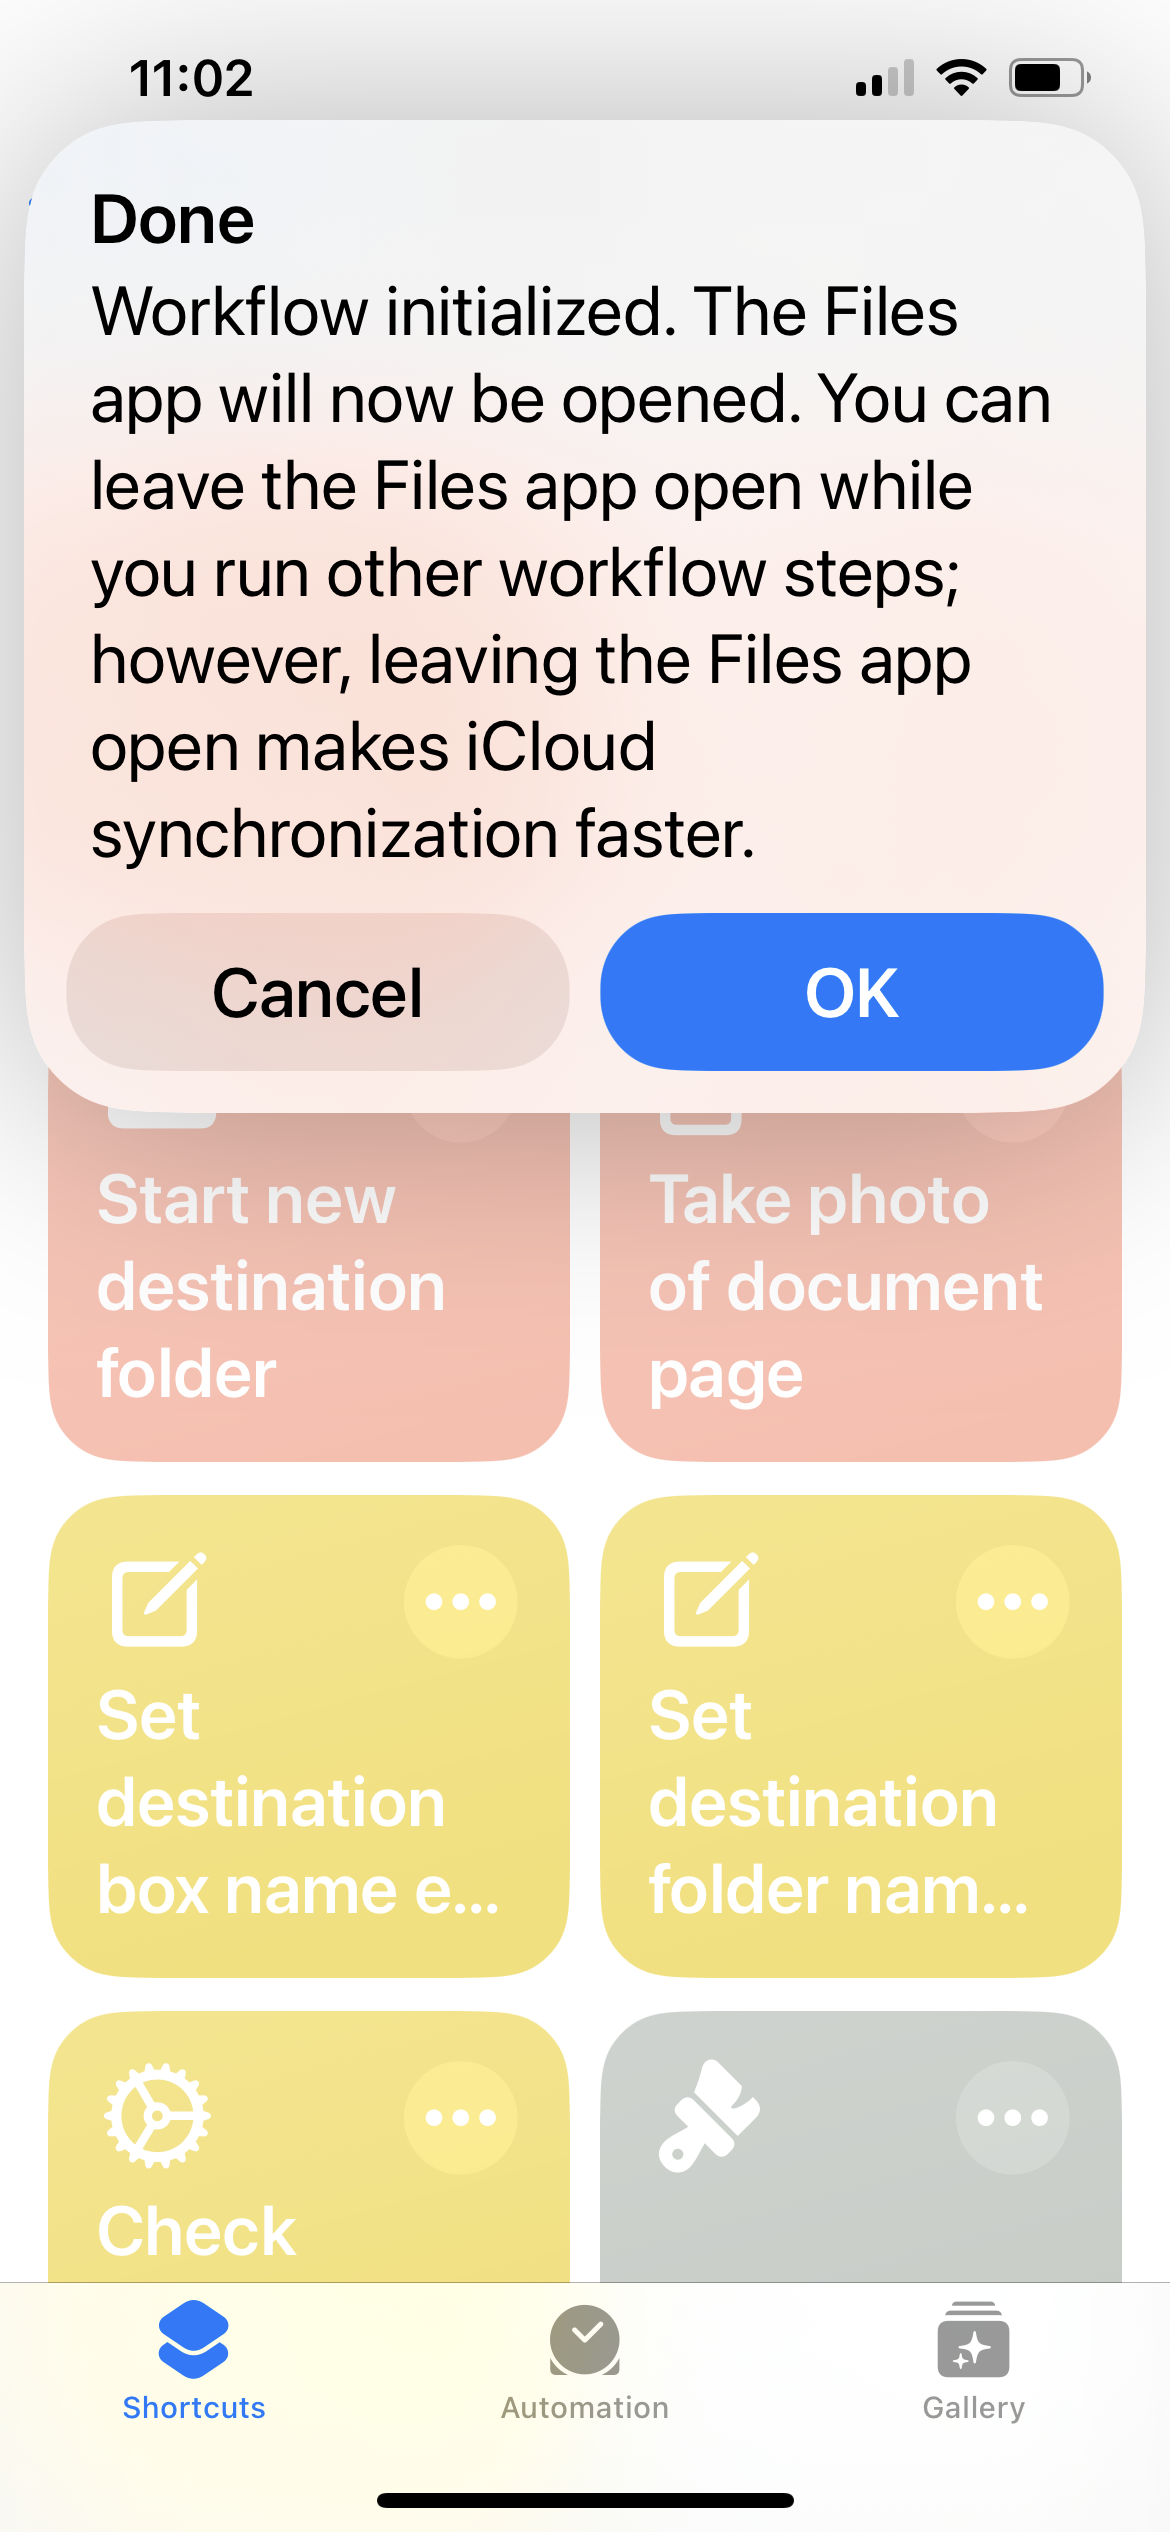 11:02
Done
Workflow initialized. The Files
app will now be opened. You can
leave the Files app open while
you run other workflow steps;
however, leaving the Files app
open makes iCloud
synchronization faster.
Cancel
OK
Start new
destination
folder
Take photo
of document
page
Set
destination
box name e...
Set
destination
folder nam...
Check
Shortcuts
Automation
Gallery